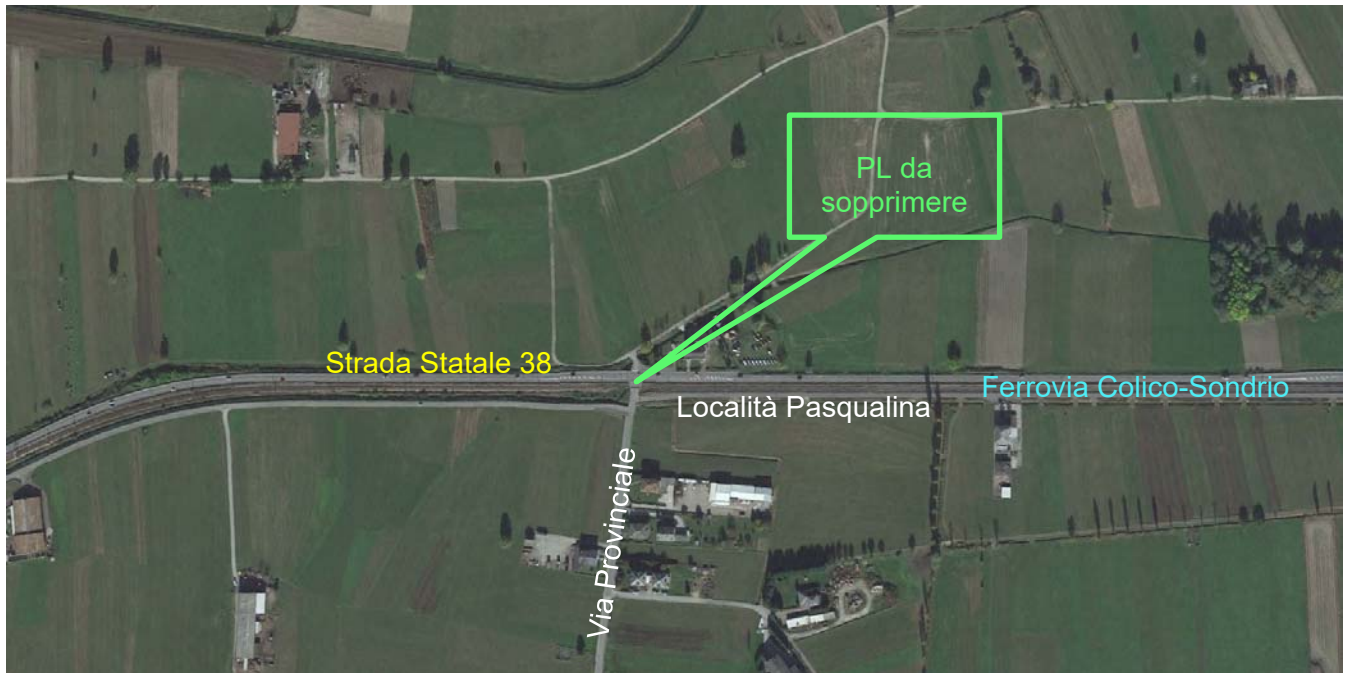 PL da
sopprimere
Strada Statale 38
Ferrovia Colico-Sondrio
Località Pasqualina
Via Provinciale